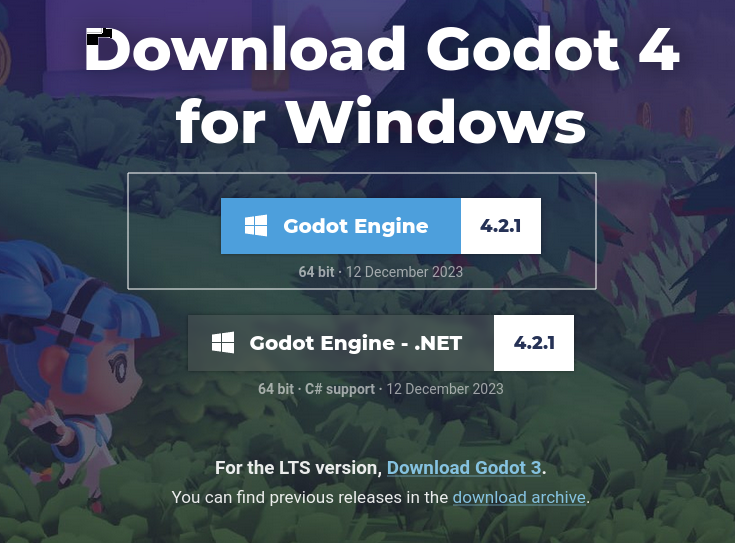 Download Godot 4
for Windows
Godot Engine 4.2.1
64 bit · 12 December 2023
Godot Engine - .NET 4.2.1
64 bit · C# support · 12 December 2023
For the LTS version, Download Godot 3.
You can find previous releases in the download archive.